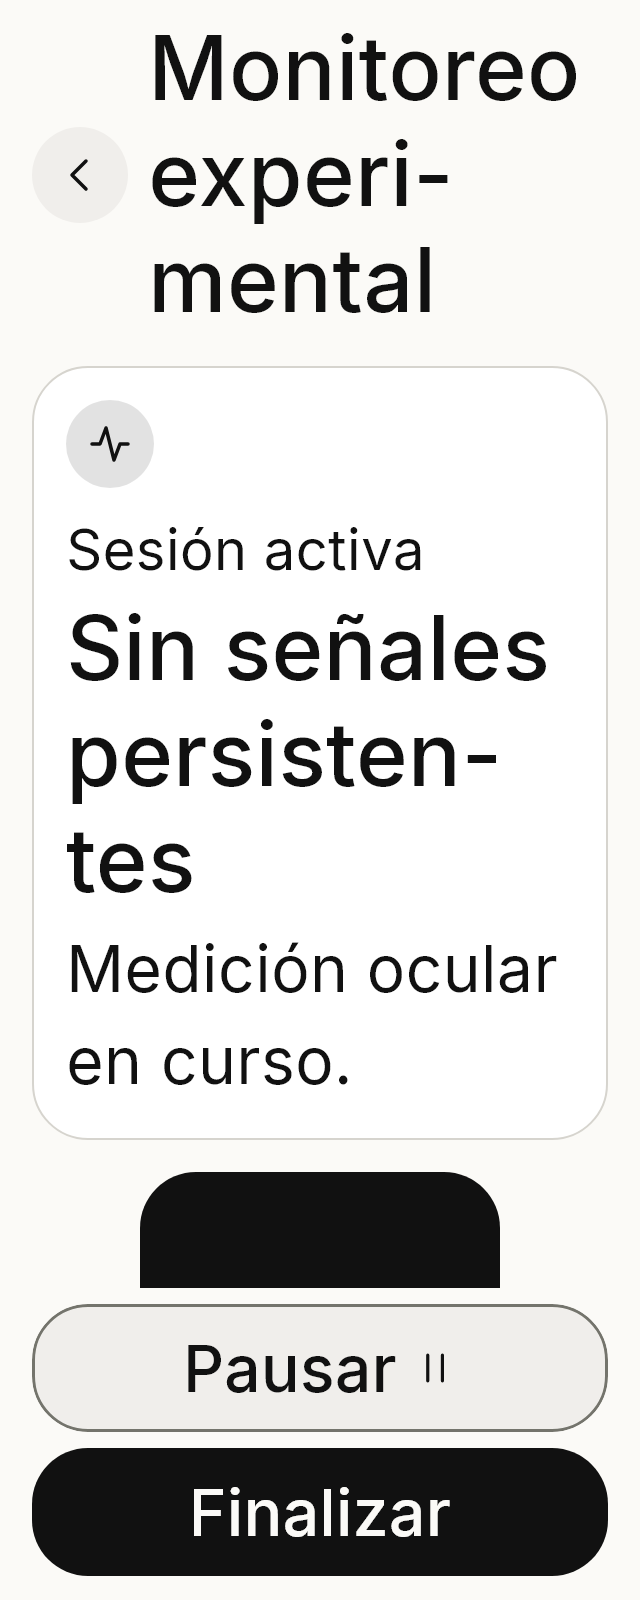 Monitoreo
experi-
mental
Sesión activa
Sin señales
persisten-
tes
Medición ocular
en curso.
Pausar
Finalizar